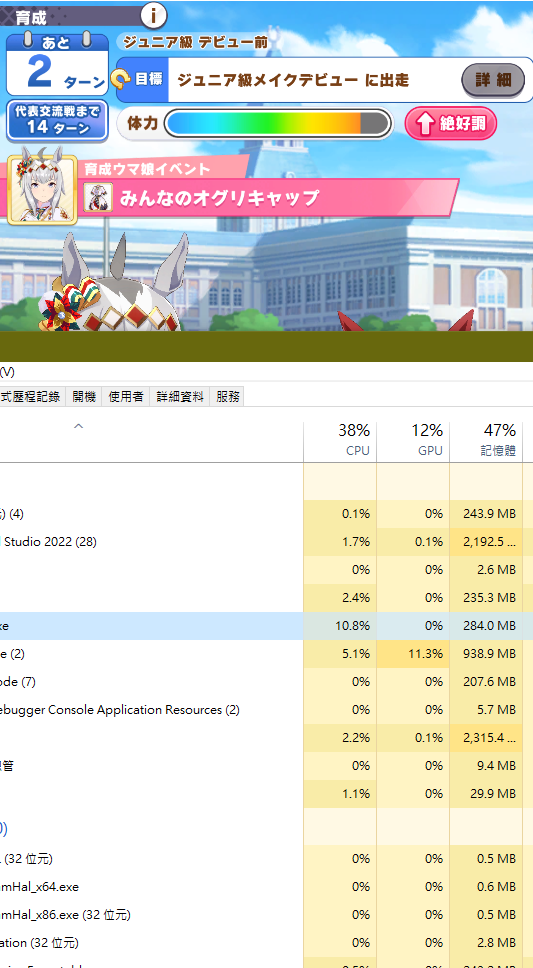 育成
i
あと
2 ターン
代表交流戦まで
14 ターン
ジュニア級 デビュー前
目標
ジュニア級メイクデビュー に出走
詳細
体力
絶好調
育成ウマ娘イベント
みんなのオグリキャップ
(V)
式歷程記錄 開機 使用者 詳細資料 服務
38% 12% 47%
CPU GPU 記憶體
) (4) 0.1% 0% 243.9 MB
Studio 2022 (28) 1.7% 0.1% 2,192.5 ...
0% 0% 2.6 MB
2.4% 0% 235.3 MB
xe 10.8% 0% 284.0 MB
e (2) 5.1% 11.3% 938.9 MB
ode (7) 0% 0% 207.6 MB
ebugger Console Application Resources (2) 0% 0% 5.7 MB
2.2% 0.1% 2,315.4 ...
管 0% 0% 9.4 MB
1.1% 0% 29.9 MB
)
(32 位元) 0% 0% 0.5 MB
mHal_x64.exe 0% 0% 0.6 MB
mHal_x86.exe (32 位元) 0% 0% 0.5 MB
ation (32 位元) 0% 0% 2.8 MB